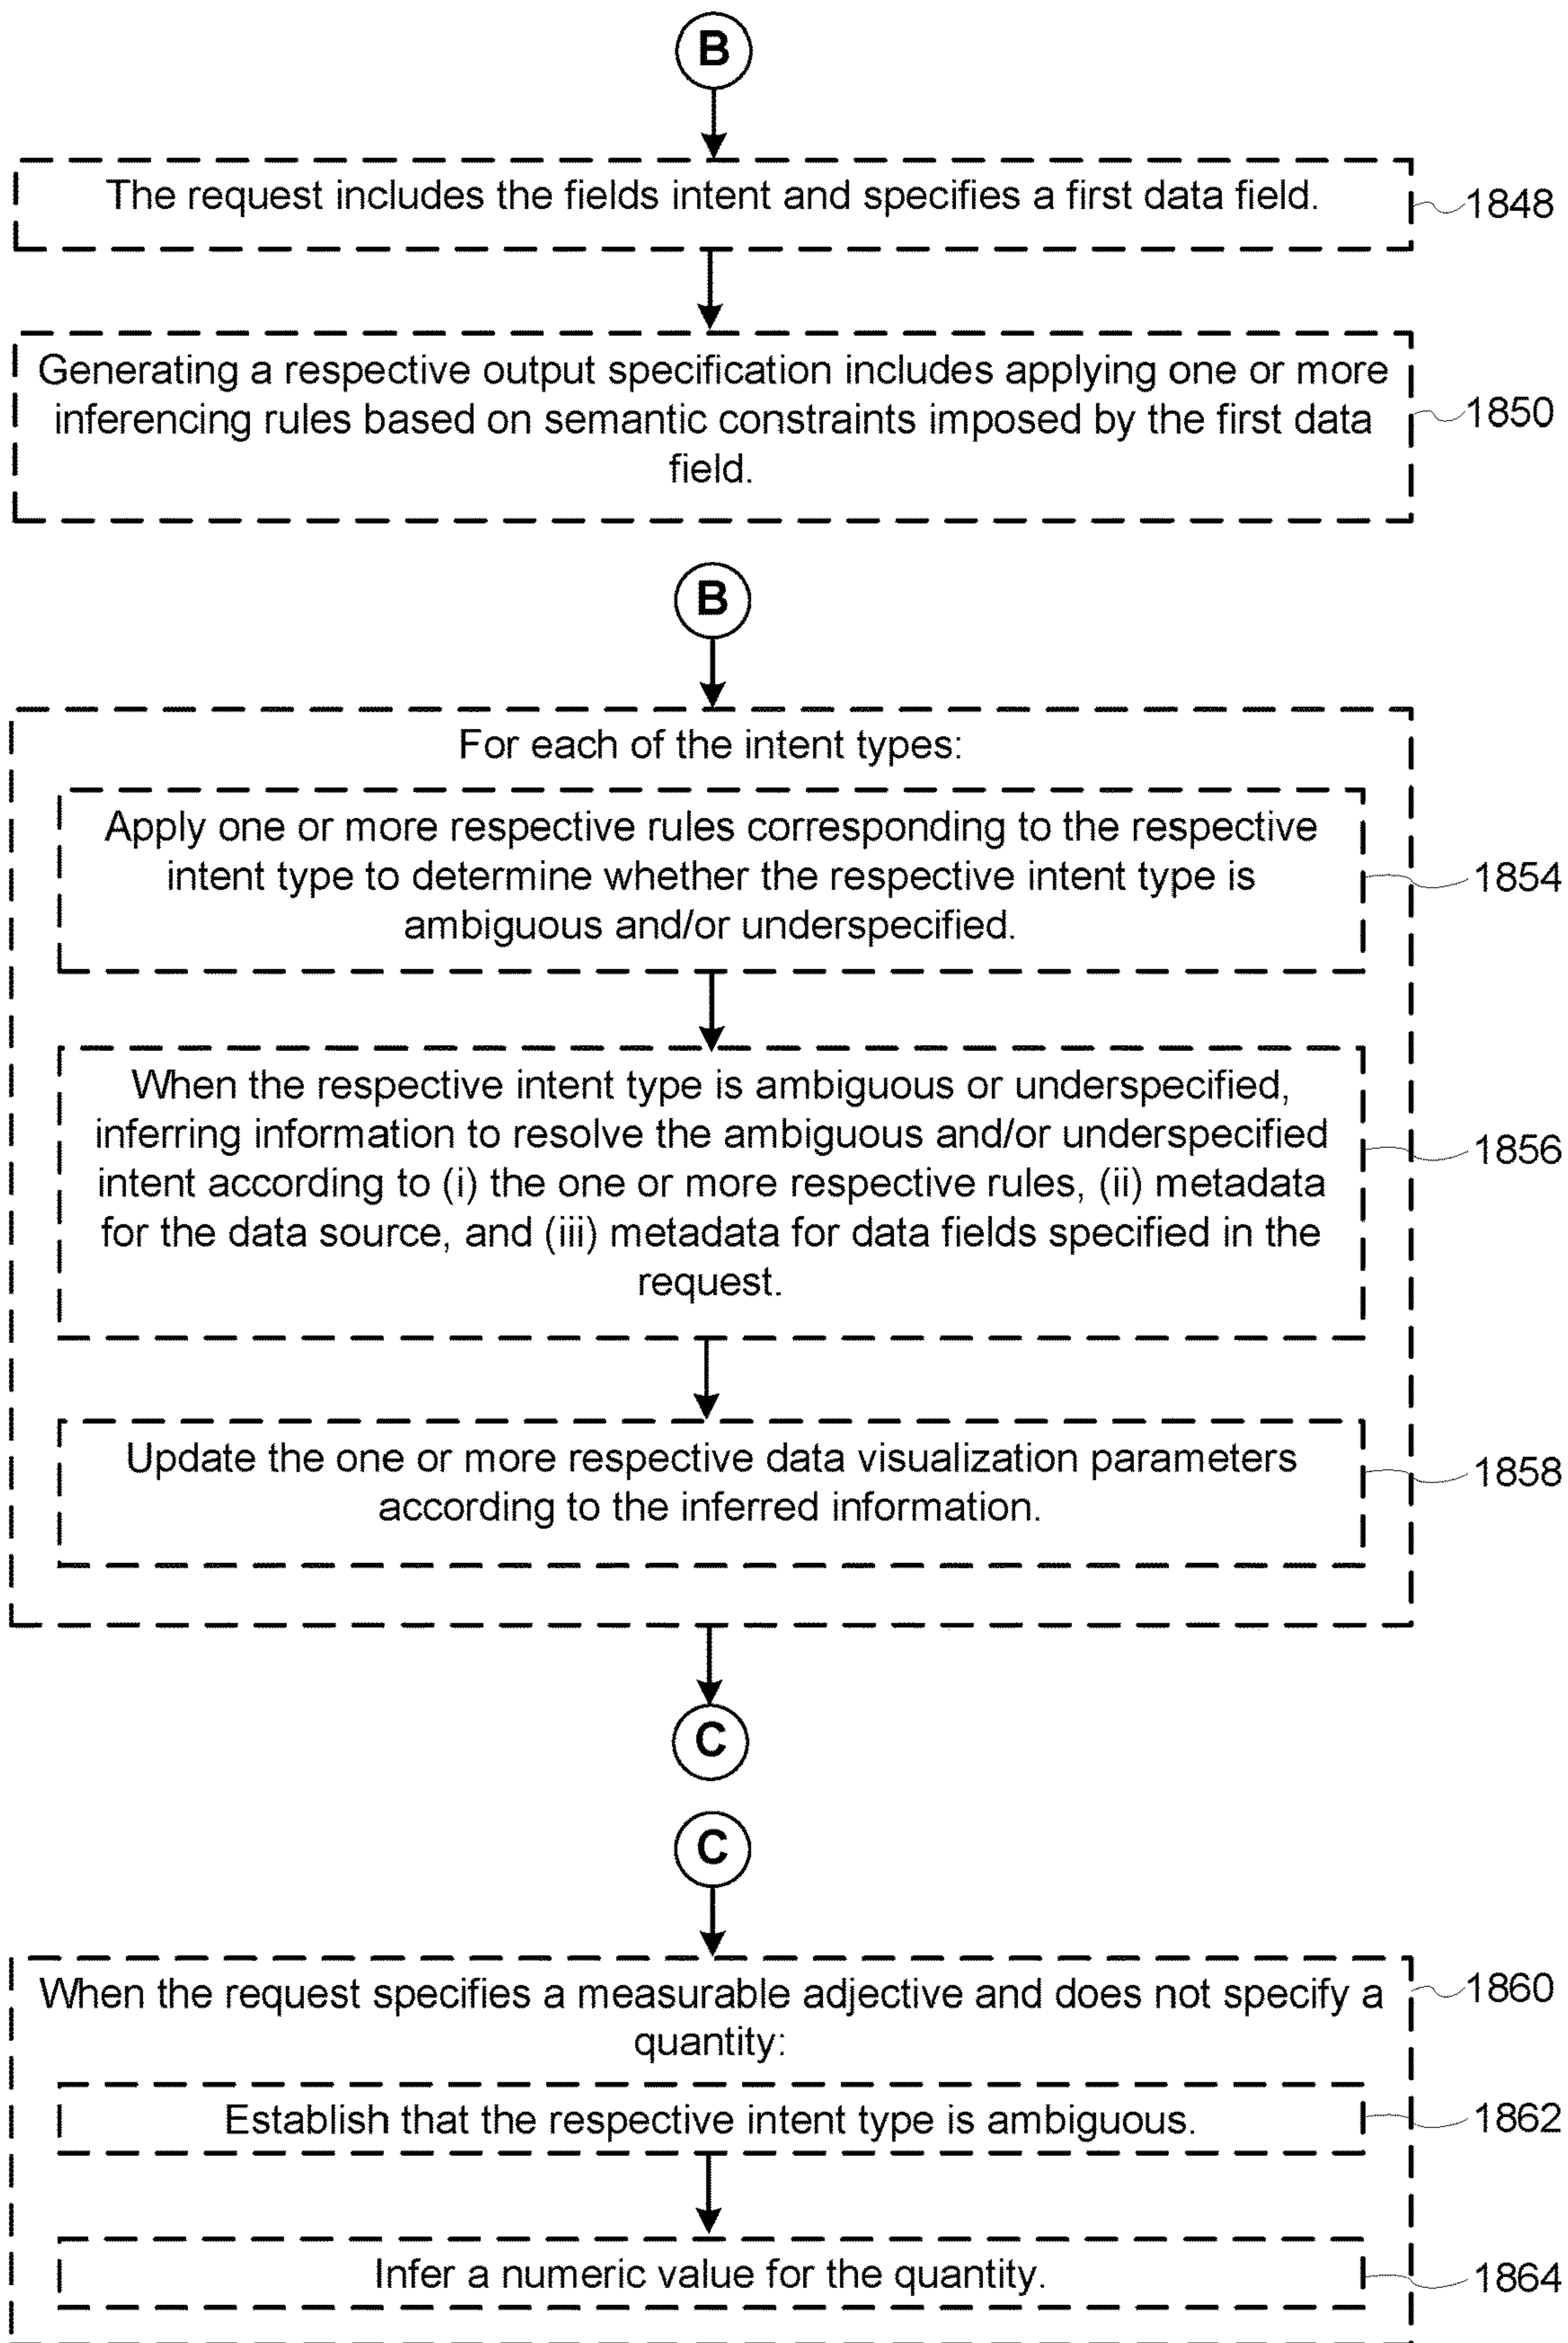 B
The request includes the fields intent and specifies a first data field.
1848
Generating a respective output specification includes applying one or more
inferencing rules based on semantic constraints imposed by the first data
field.
1850
B
For each of the intent types:
Apply one or more respective rules corresponding to the respective
intent type to determine whether the respective intent type is
ambiguous and/or underspecified.
1854
When the respective intent type is ambiguous or underspecified,
inferring information to resolve the ambiguous and/or underspecified
intent according to (i) the one or more respective rules, (ii) metadata
for the data source, and (iii) metadata for data fields specified in the
request.
1856
Update the one or more respective data visualization parameters
according to the inferred information.
1858
C
C
When the request specifies a measurable adjective and does not specify a
quantity:
1860
Establish that the respective intent type is ambiguous.
1862
Infer a numeric value for the quantity.
1864